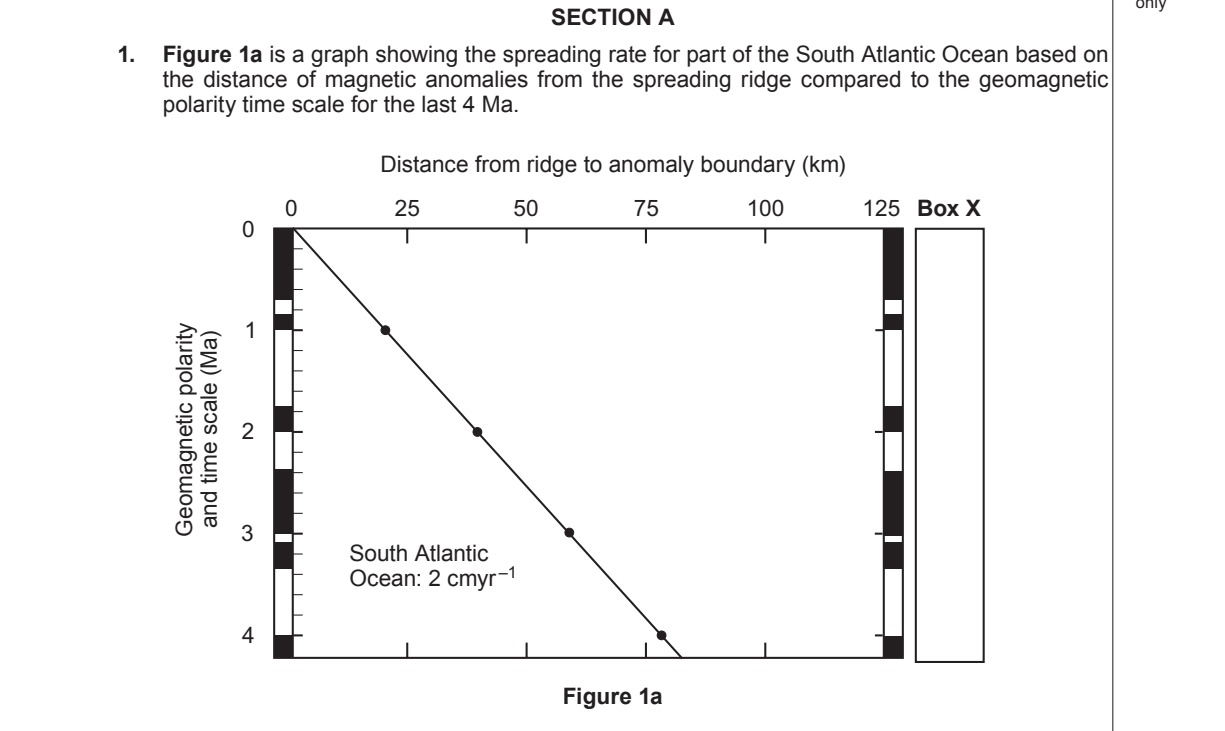 only
SECTION A
1. Figure 1a is a graph showing the spreading rate for part of the South Atlantic Ocean based on
the distance of magnetic anomalies from the spreading ridge compared to the geomagnetic
polarity time scale for the last 4 Ma.
Distance from ridge to anomaly boundary (km)
0 25 50 75 100 125 Box X
0
1
2
3
4
Geomagnetic polarity
and time scale (Ma)
South Atlantic
Ocean: 2 cmyr⁻¹
Figure 1a